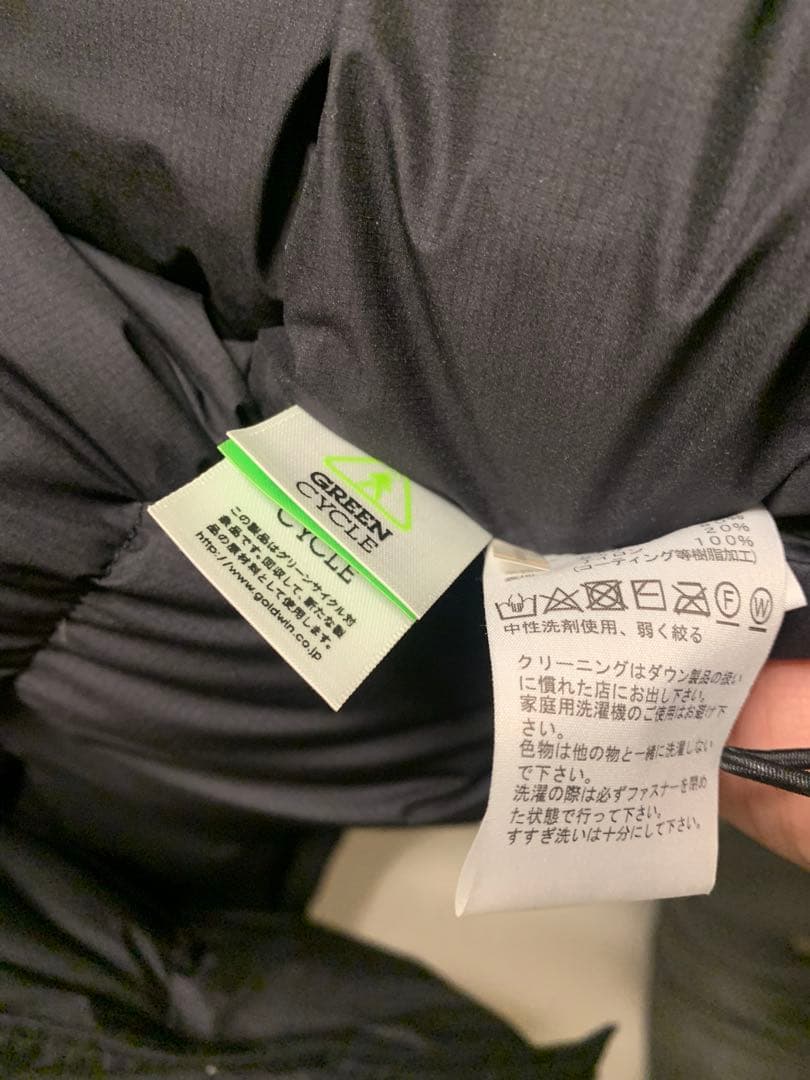 GREEN
CYCLE
CYCLE
この製品はグリーンサイクル対
象品です。回収して、新たな製
品の原材料として使用します。
http://www.goldwin.co.jp
20%
100%
(コーティング等樹脂加工)
F
W
中性洗剤使用、弱く絞る
クリーニングはダウン製品の扱い
に慣れた店にお出し下さい。
家庭用洗濯機のご使用はお避け下
さい。
色物は他の物と一緒に洗濯しない
で下さい。
洗濯の際は必ずファスナーを閉め
た状態で行って下さい。
すすぎ洗いは十分にして下さい。